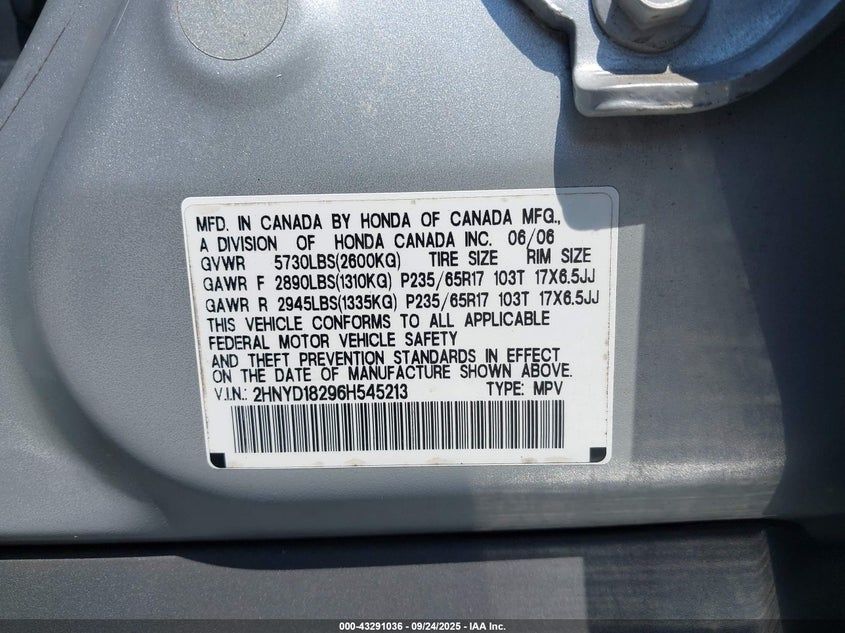 MFD. IN CANADA BY HONDA OF CANADA MFG.,
A DIVISION OF HONDA CANADA INC. 06/06
GVWR 5730LBS(2600KG) TIRE SIZE RIM SIZE
GAWR F 2890LBS(1310KG) P235/65R17 103T 17X6.5JJ
GAWR R 2945LBS(1335KG) P235/65R17 103T 17X6.5JJ
THIS VEHICLE CONFORMS TO ALL APPLICABLE
FEDERAL MOTOR VEHICLE SAFETY
AND THEFT PREVENTION STANDARDS IN EFFECT
ON THE DATE OF MANUFACTURE SHOWN ABOVE.
V.I.N.: 2HNYD18296H545213 TYPE: MPV
000-43291036 - 09/24/2025 - IAA Inc.